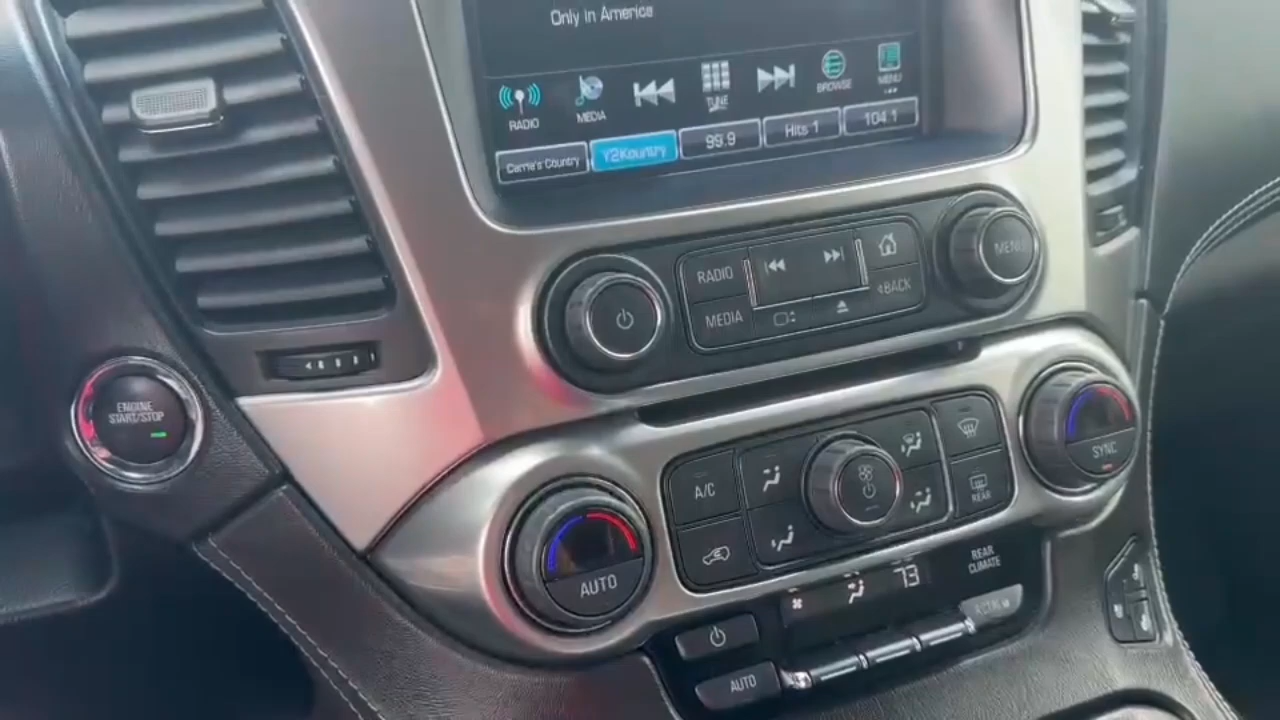 Only in America
RADIO
MEDIA
TUNE
BROWSE
MENU
Carrie's Country
Y2Kountry
99.9
Hits 1
104.1
RADIO
MEDIA
BACK
MENU
ENGINE
START/STOP
A/C
REAR
SYNC
AUTO
73
REAR
CLIMATE
AUTO